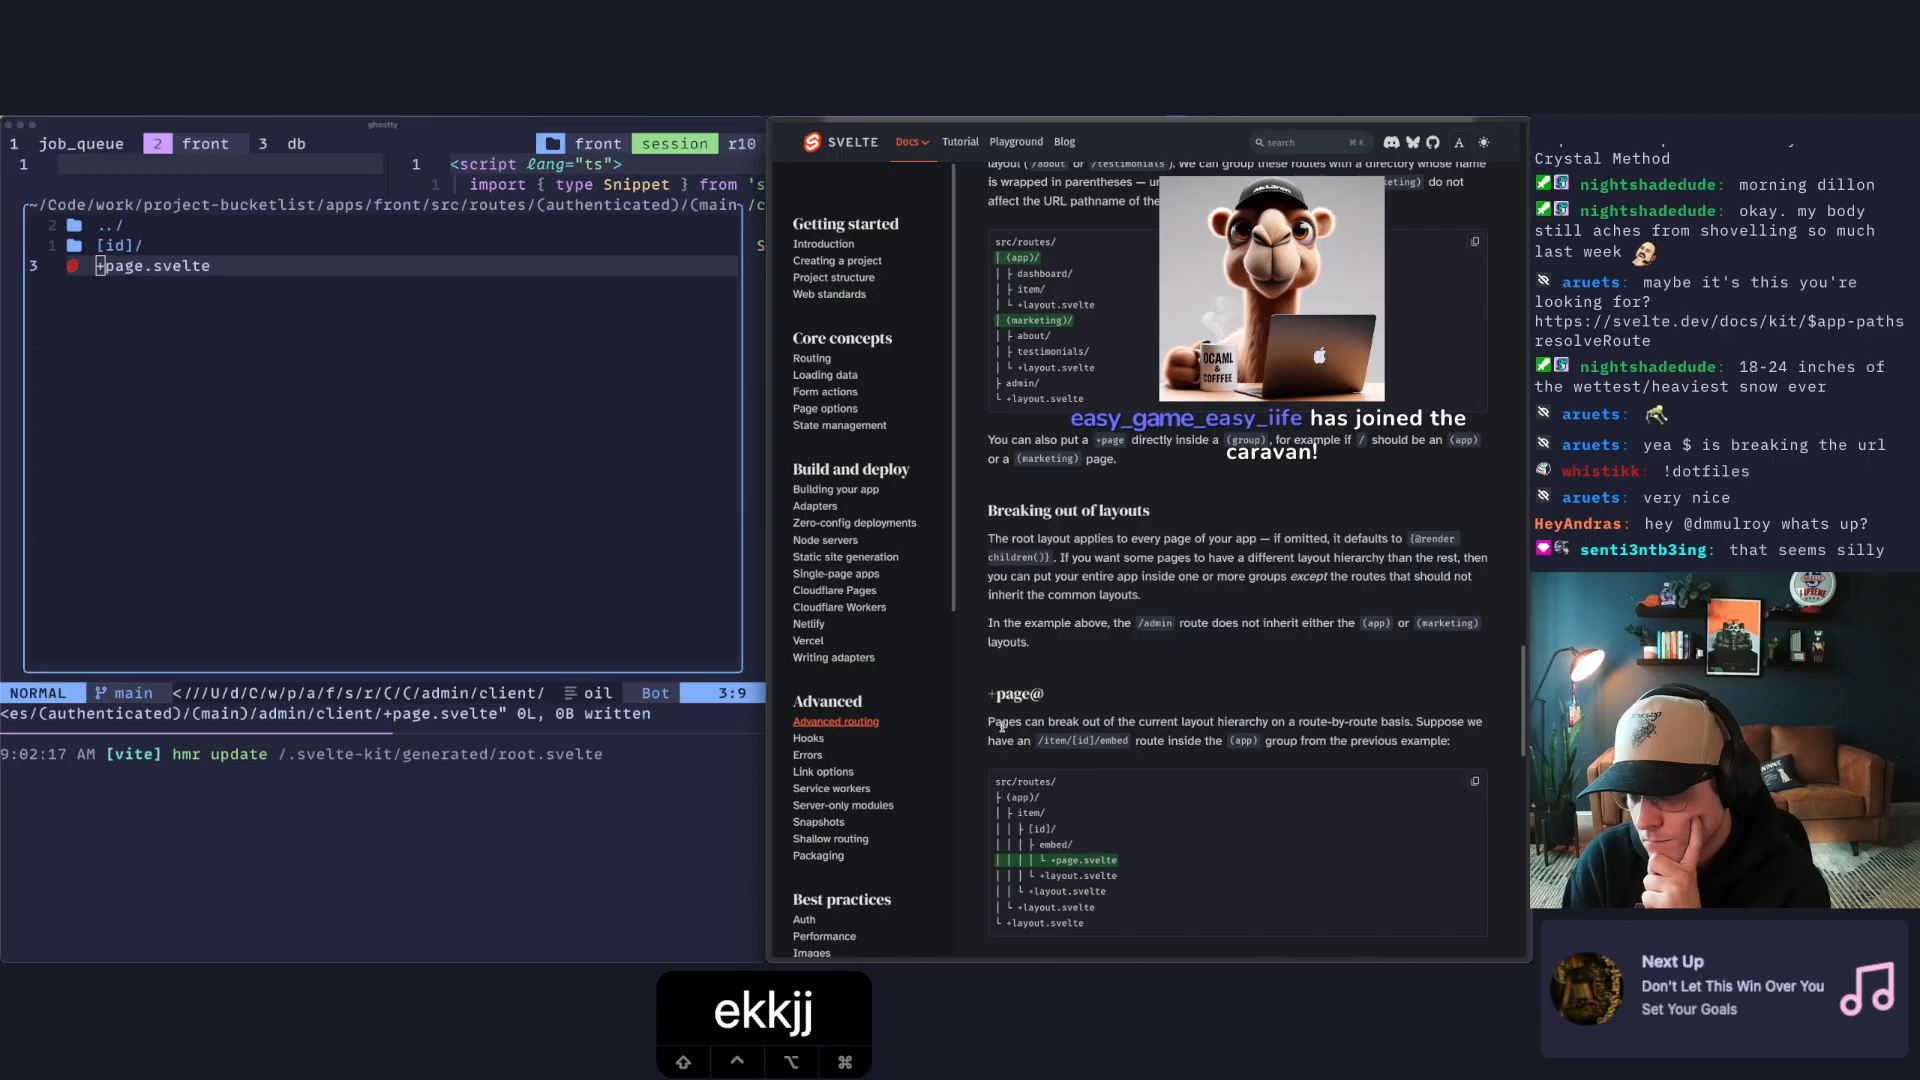 ghostty
1 job_queue 2 front 3 db front session r10
1
1 <script lang="ts">
1 import { type Snippet } from 's
~/Code/work/project-bucketlist/apps/front/src/routes/(authenticated)/(main /c
2 ../
1 [id]/ S
3 +page.svelte
NORMAL main <///U/d/C/w/p/a/f/s/r/(/(/admin/client/ oil Bot 3:9
<es/(authenticated)/(main)/admin/client/+page.svelte" 0L, 0B written
9:02:17 AM [vite] hmr update /.svelte-kit/generated/root.svelte
SVELTE Docs Tutorial Playground Blog search ⌘ K A
Getting started
Introduction
Creating a project
Project structure
Web standards
Core concepts
Routing
Loading data
Form actions
Page options
State management
Build and deploy
Building your app
Adapters
Zero-config deployments
Node servers
Static site generation
Single-page apps
Cloudflare Pages
Cloudflare Workers
Netlify
Vercel
Writing adapters
Advanced
Advanced routing
Hooks
Errors
Link options
Service workers
Server-only modules
Snapshots
Shallow routing
Packaging
Best practices
Auth
Performance
Images
layout ( /about or /testimonials ). We can group these routes with a directory whose name
is wrapped in parentheses — keting) do not
affect the URL pathname of the
src/routes/
│ (app)/
│ ├ dashboard/
│ ├ item/
│ └ +layout.svelte
│ (marketing)/
│ ├ about/
│ ├ testimonials/
│ └ +layout.svelte
├ admin/
└ +layout.svelte
McLaren
OCAML
&
COFFFEE
easy_game_easy_iife has joined the
caravan!
You can also put a +page directly inside a (group), for example if / should be an (app)
or a (marketing) page.
Breaking out of layouts
The root layout applies to every page of your app — if omitted, it defaults to {@render
children()}. If you want some pages to have a different layout hierarchy than the rest, then
you can put your entire app inside one or more groups except the routes that should not
inherit the common layouts.
In the example above, the /admin route does not inherit either the (app) or (marketing)
layouts.
+page@
Pages can break out of the current layout hierarchy on a route-by-route basis. Suppose we
have an /item/[id]/embed route inside the (app) group from the previous example:
src/routes/
├ (app)/
│ ├ item/
│ │ ├ [id]/
│ │ │ ├ embed/
│ │ │ │ └ +page.svelte
│ │ │ └ +layout.svelte
│ │ └ +layout.svelte
│ └ +layout.svelte
└ +layout.svelte
Crystal Method
nightshadedude: morning dillon
nightshadedude: okay. my body
still aches from shovelling so much
last week
aruets: maybe it's this you're
looking for?
https://svelte.dev/docs/kit/$app-paths
resolveRoute
nightshadedude: 18-24 inches of
the wettest/heaviest snow ever
aruets:
aruets: yea $ is breaking the url
whistikk: !dotfiles
aruets: very nice
HeyAndras: hey @dmmulroy whats up?
senti3ntb3ing: that seems silly
Next Up
Don't Let This Win Over You
Set Your Goals
ekkjj